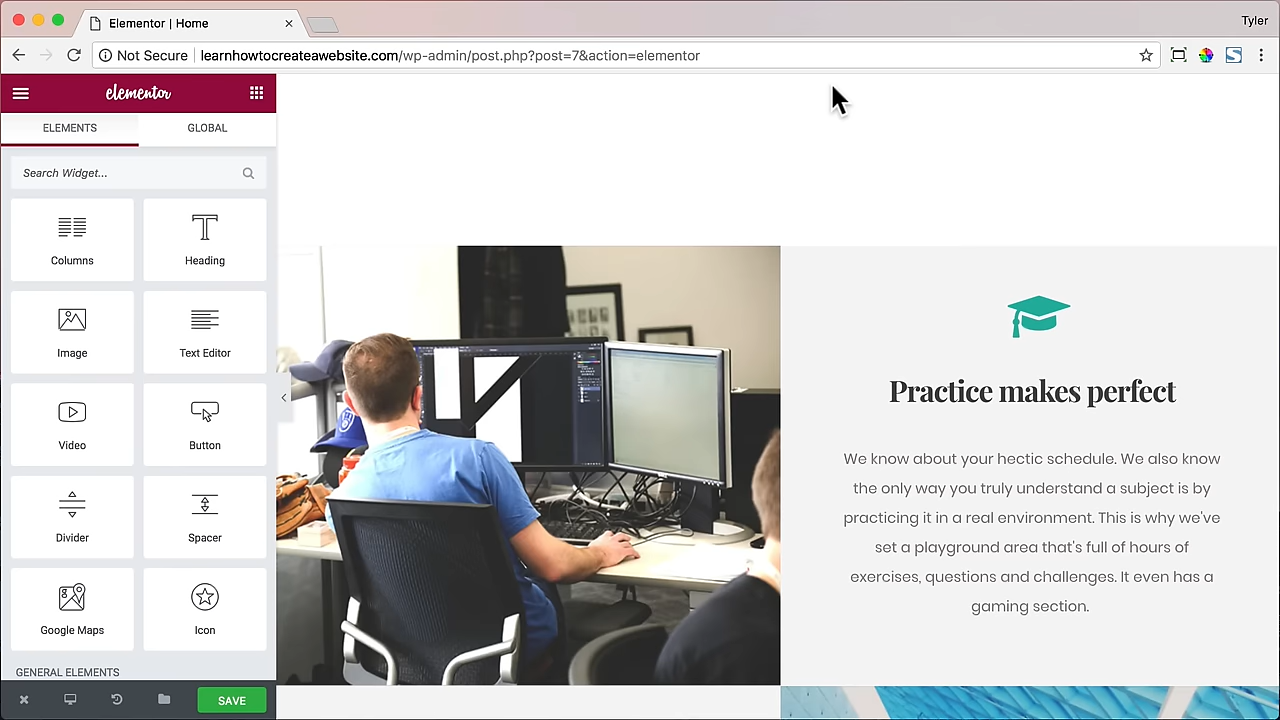 Elementor | Home
Tyler
Not Secure
learnhowtocreateawebsite.com/wp-admin/post.php?post=7&action=elementor
elementor
ELEMENTS
GLOBAL
Search Widget...
Columns
Heading
Image
Text Editor
Video
Button
Divider
Spacer
Google Maps
Icon
GENERAL ELEMENTS
SAVE
Practice makes perfect
We know about your hectic schedule. We also know
the only way you truly understand a subject is by
practicing it in a real environment. This is why we've
set a playground area that's full of hours of
exercises, questions and challenges. It even has a
gaming section.